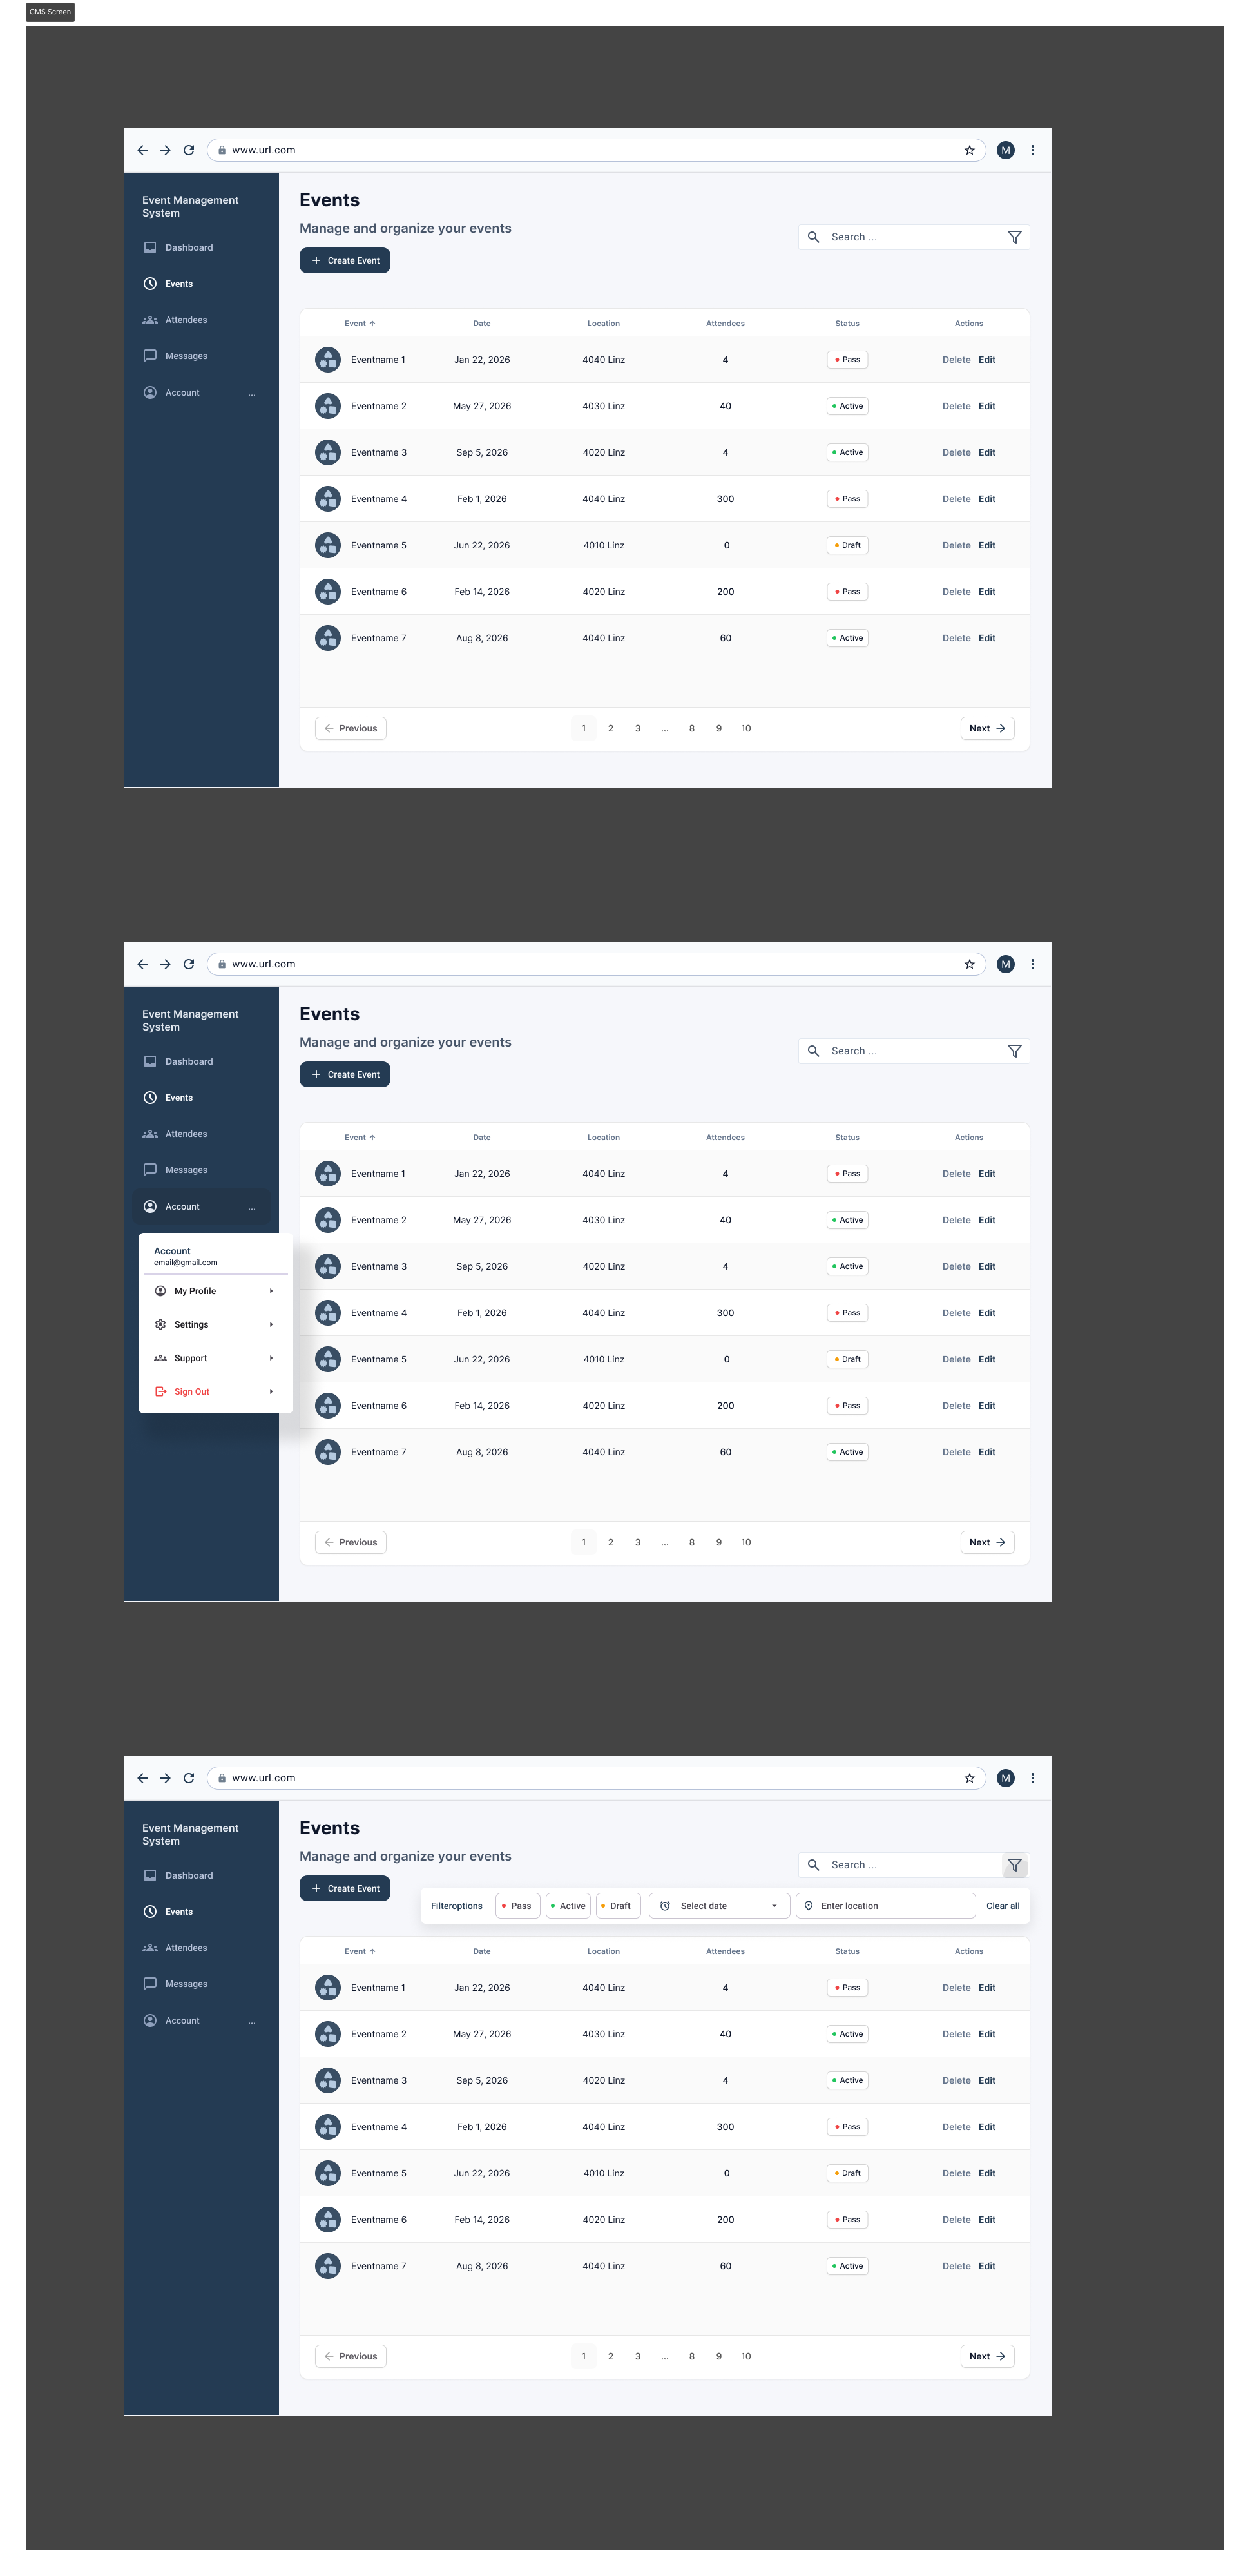 CMS Screen
www.url.com
M
Event Management
System
Dashboard
Events
Attendees
Messages
Account ...
Events
Manage and organize your events
Create Event
Search ...
Event Date Location Attendees Status Actions
Eventname 1 Jan 22, 2026 4040 Linz 4 Pass Delete Edit
Eventname 2 May 27, 2026 4030 Linz 40 Active Delete Edit
Eventname 3 Sep 5, 2026 4020 Linz 4 Active Delete Edit
Eventname 4 Feb 1, 2026 4040 Linz 300 Pass Delete Edit
Eventname 5 Jun 22, 2026 4010 Linz 0 Draft Delete Edit
Eventname 6 Feb 14, 2026 4020 Linz 200 Pass Delete Edit
Eventname 7 Aug 8, 2026 4040 Linz 60 Active Delete Edit
Previous 1 2 3 ... 8 9 10 Next
www.url.com
M
Event Management
System
Dashboard
Events
Attendees
Messages
Account ...
Account
email@gmail.com
My Profile
Settings
Support
Sign Out
Events
Manage and organize your events
Create Event
Search ...
Event Date Location Attendees Status Actions
Eventname 1 Jan 22, 2026 4040 Linz 4 Pass Delete Edit
Eventname 2 May 27, 2026 4030 Linz 40 Active Delete Edit
Eventname 3 Sep 5, 2026 4020 Linz 4 Active Delete Edit
Eventname 4 Feb 1, 2026 4040 Linz 300 Pass Delete Edit
Eventname 5 Jun 22, 2026 4010 Linz 0 Draft Delete Edit
Eventname 6 Feb 14, 2026 4020 Linz 200 Pass Delete Edit
Eventname 7 Aug 8, 2026 4040 Linz 60 Active Delete Edit
Previous 1 2 3 ... 8 9 10 Next
www.url.com
M
Event Management
System
Dashboard
Events
Attendees
Messages
Account ...
Events
Manage and organize your events
Create Event
Search ...
Filteroptions Pass Active Draft Select date Enter location Clear all
Event Date Location Attendees Status Actions
Eventname 1 Jan 22, 2026 4040 Linz 4 Pass Delete Edit
Eventname 2 May 27, 2026 4030 Linz 40 Active Delete Edit
Eventname 3 Sep 5, 2026 4020 Linz 4 Active Delete Edit
Eventname 4 Feb 1, 2026 4040 Linz 300 Pass Delete Edit
Eventname 5 Jun 22, 2026 4010 Linz 0 Draft Delete Edit
Eventname 6 Feb 14, 2026 4020 Linz 200 Pass Delete Edit
Eventname 7 Aug 8, 2026 4040 Linz 60 Active Delete Edit
Previous 1 2 3 ... 8 9 10 Next